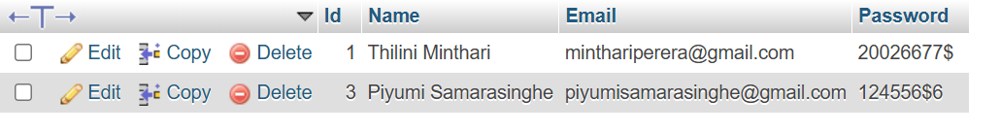 Id Name Email Password
Edit Copy Delete 1 Thilini Minthari minthariperera@gmail.com 20026677$
Edit Copy Delete 3 Piyumi Samarasinghe piyumisamarasinghe@gmail.com 124556$6